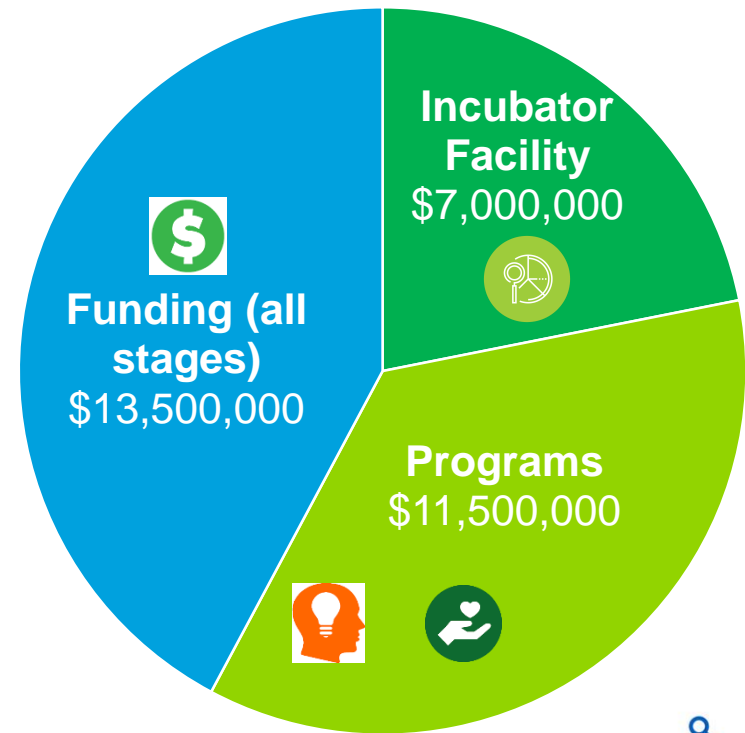 Incubator
Facility
$7,000,000
Funding (all
stages)
$13,500,000
Programs
$11,500,000